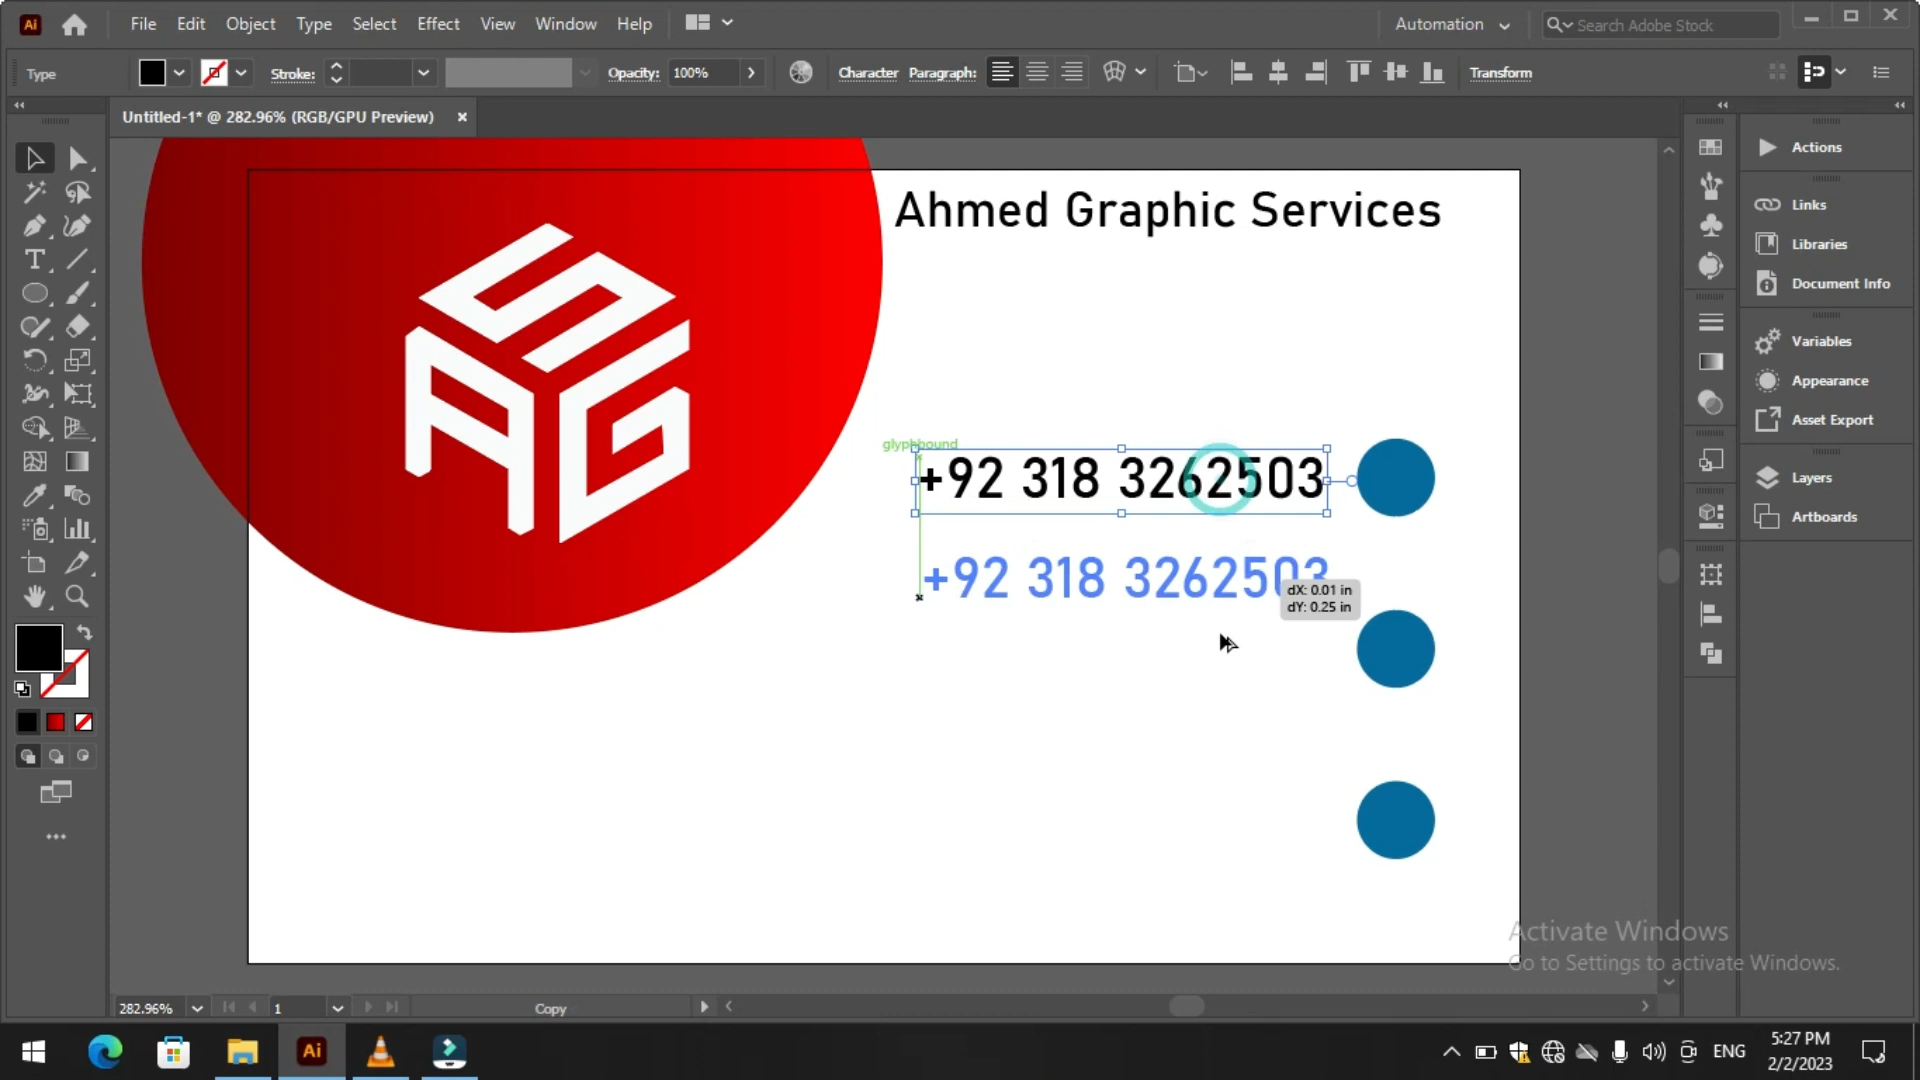 Ai File Edit Object Type Select Effect View Window Help Automation Search Adobe Stock
Type Stroke: Opacity: 100% Character Paragraph: Transform
Untitled-1* @ 282.96% (RGB/GPU Preview)
Actions
Links
Libraries
Document Info
Variables
Appearance
Asset Export
Layers
Artboards
Ahmed Graphic Services
SAG
glyphbound
+92 318 3262503
+92 318 3262503
dX: 0.01 in
dY: 0.25 in
Activate Windows
Go to Settings to activate Windows.
282.96% 1 Copy
Ai ENG 5:27 PM
2/2/2023